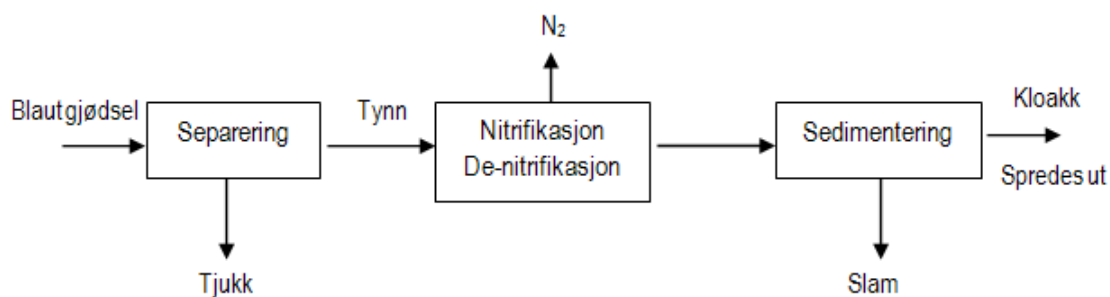 N₂
Blautgjødsel
Separering
Tynn
Nitrifikasjon
De-nitrifikasjon
Sedimentering
Kloakk
Spredes ut
Tjukk
Slam